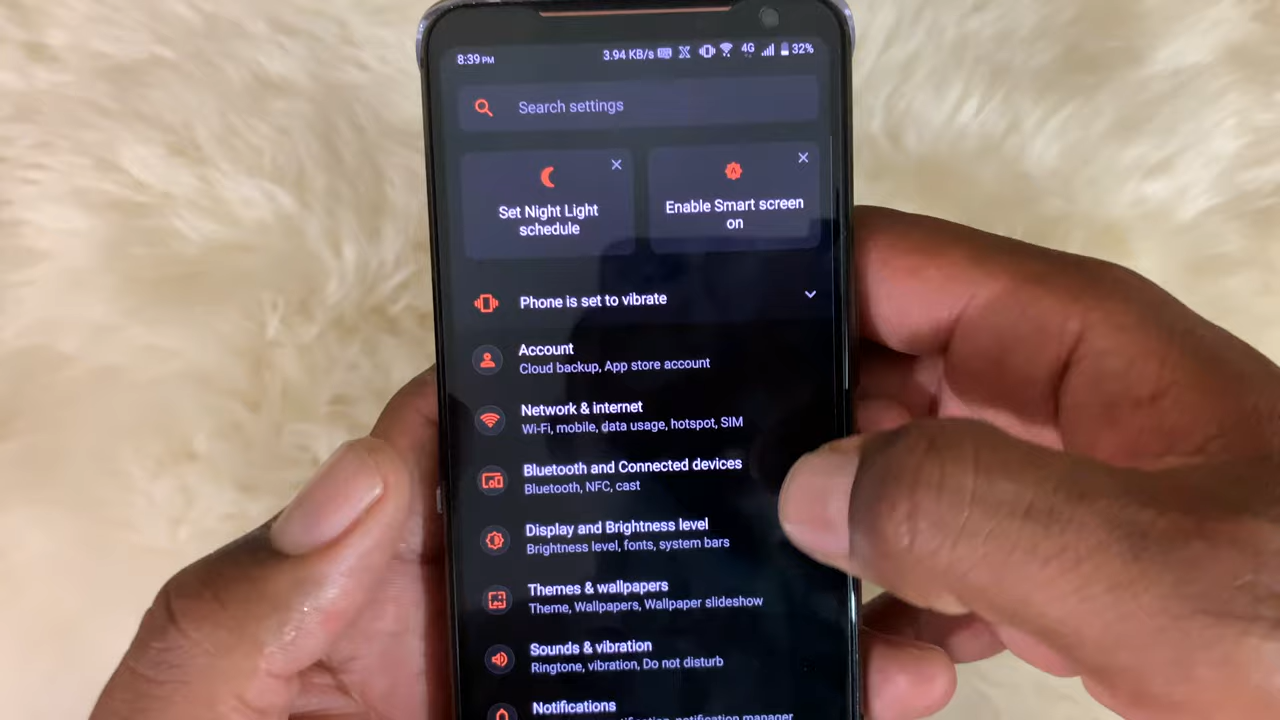 8:39 PM 3.94 KB/s 4G 32%
Search settings
Set Night Light
schedule
Enable Smart screen
on
Phone is set to vibrate
Account
Cloud backup, App store account
Network & internet
Wi-Fi, mobile, data usage, hotspot, SIM
Bluetooth and Connected devices
Bluetooth, NFC, cast
Display and Brightness level
Brightness level, fonts, system bars
Themes & wallpapers
Theme, Wallpapers, Wallpaper slideshow
Sounds & vibration
Ringtone, vibration, Do not disturb
Notifications
notification manager